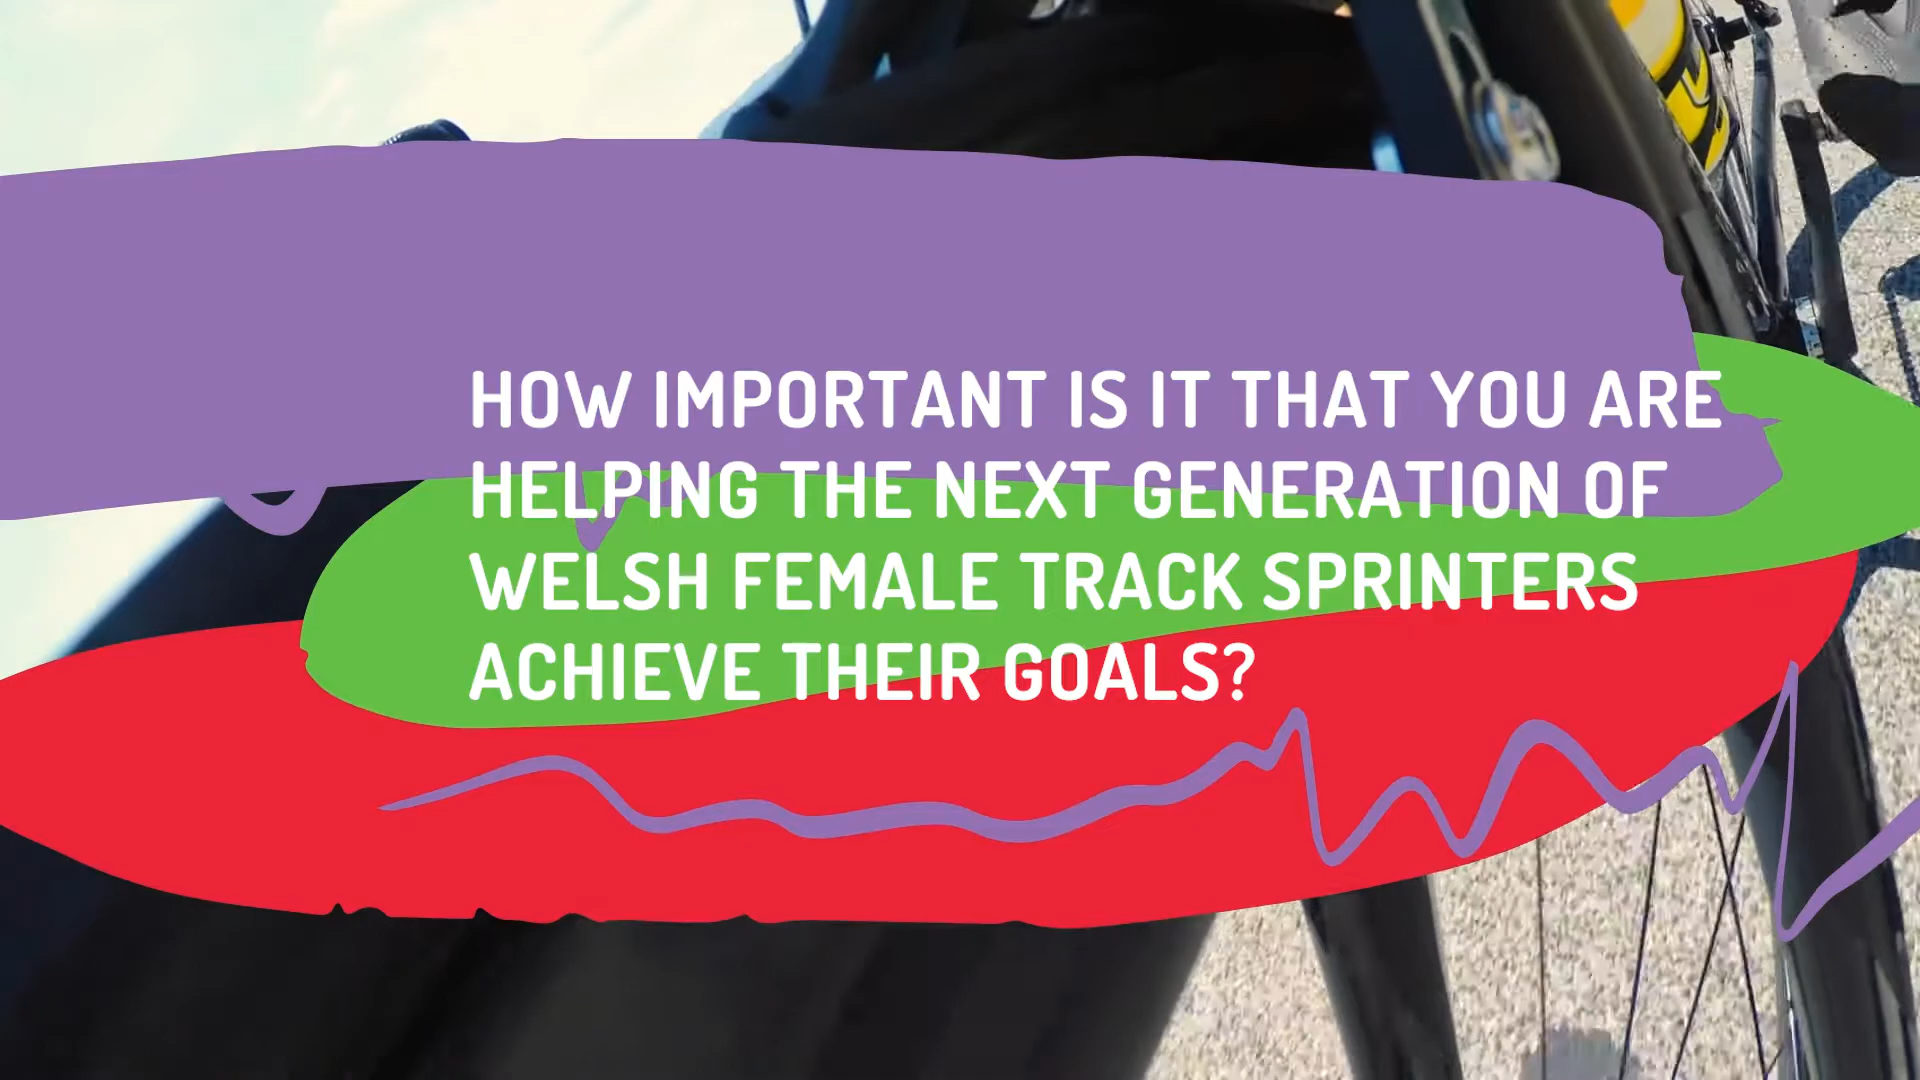 HOW IMPORTANT IS IT THAT YOU ARE
HELPING THE NEXT GENERATION OF
WELSH FEMALE TRACK SPRINTERS
ACHIEVE THEIR GOALS?